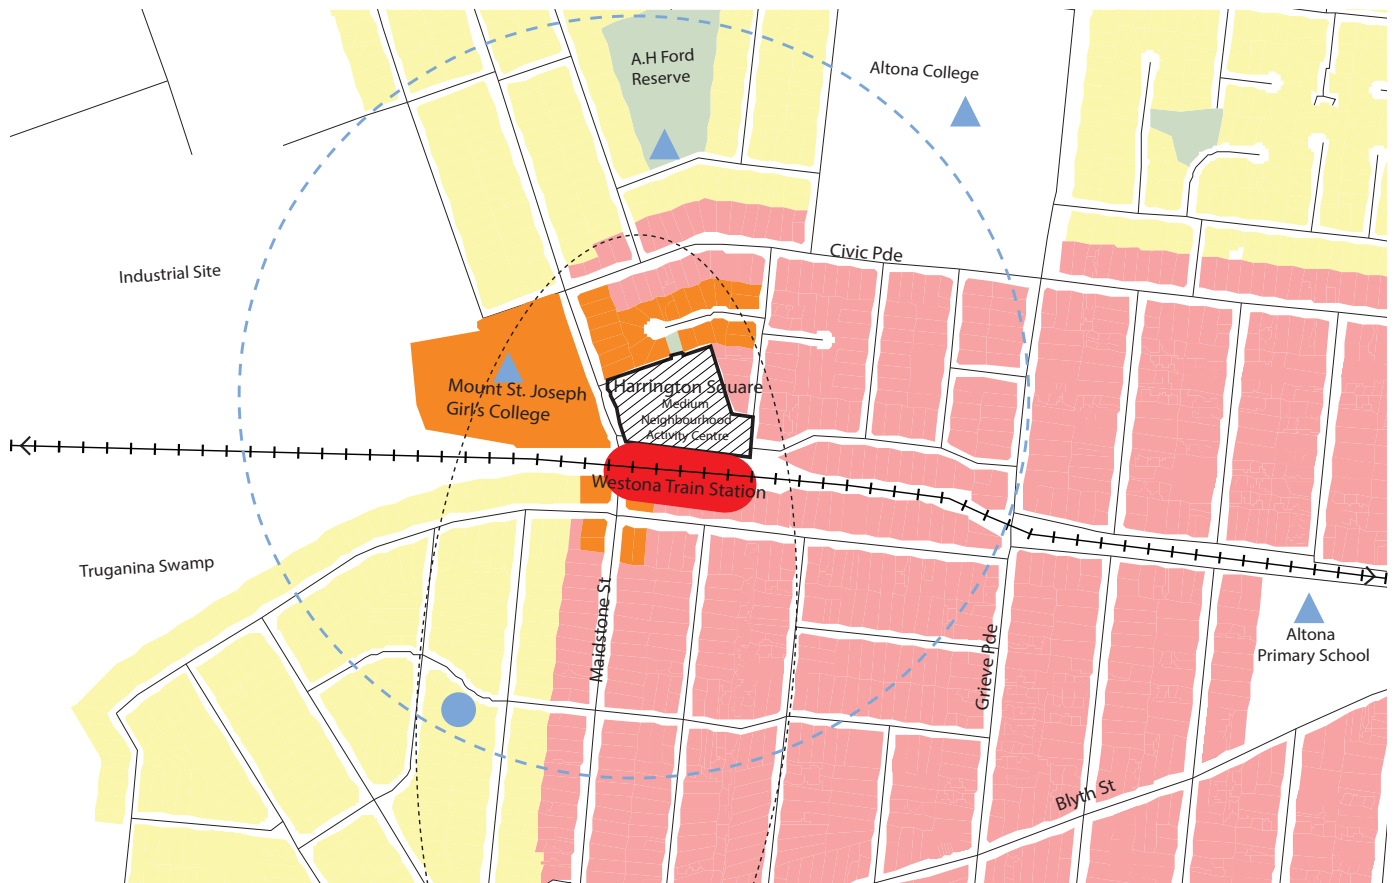 A.H Ford
Reserve
Altona College
Civic Pde
Industrial Site
Mount St. Joseph
Girl's College
Harrington Square
Medium
Neighbourhood
Activity Centre
Westona Train Station
Truganina Swamp
Maidstone St
Grieve Pde
Altona
Primary School
Blyth St